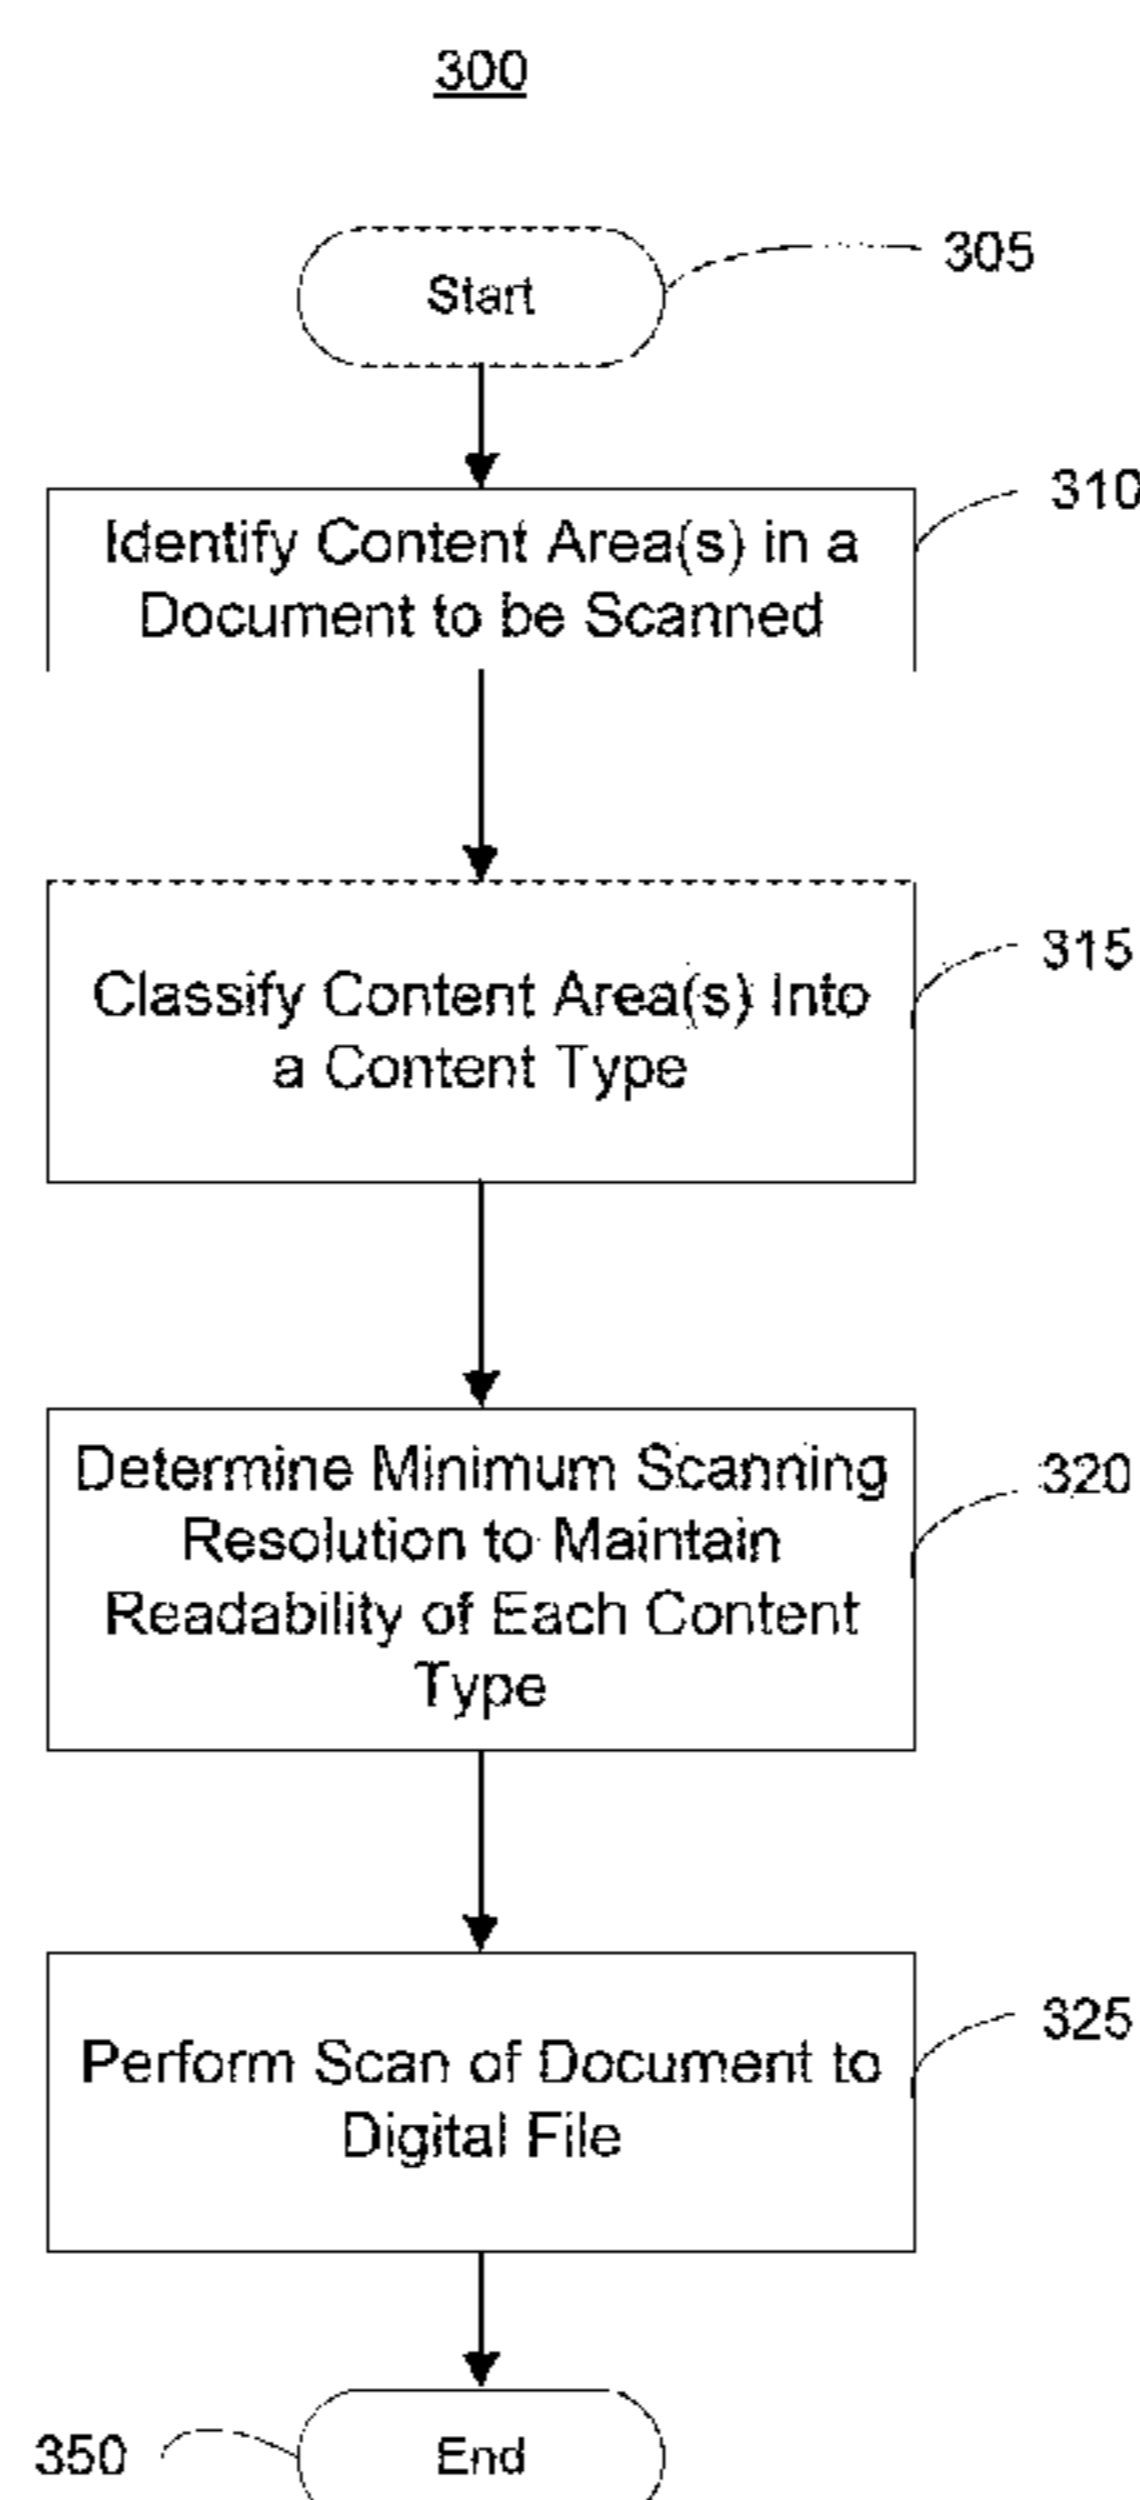 300
Start
305
310
Identify Content Area(s) in a
Document to be Scanned
315
Classify Content Area(s) Into
a Content Type
320
Determine Minimum Scanning
Resolution to Maintain
Readability of Each Content
Type
325
Perform Scan of Document to
Digital File
350
End